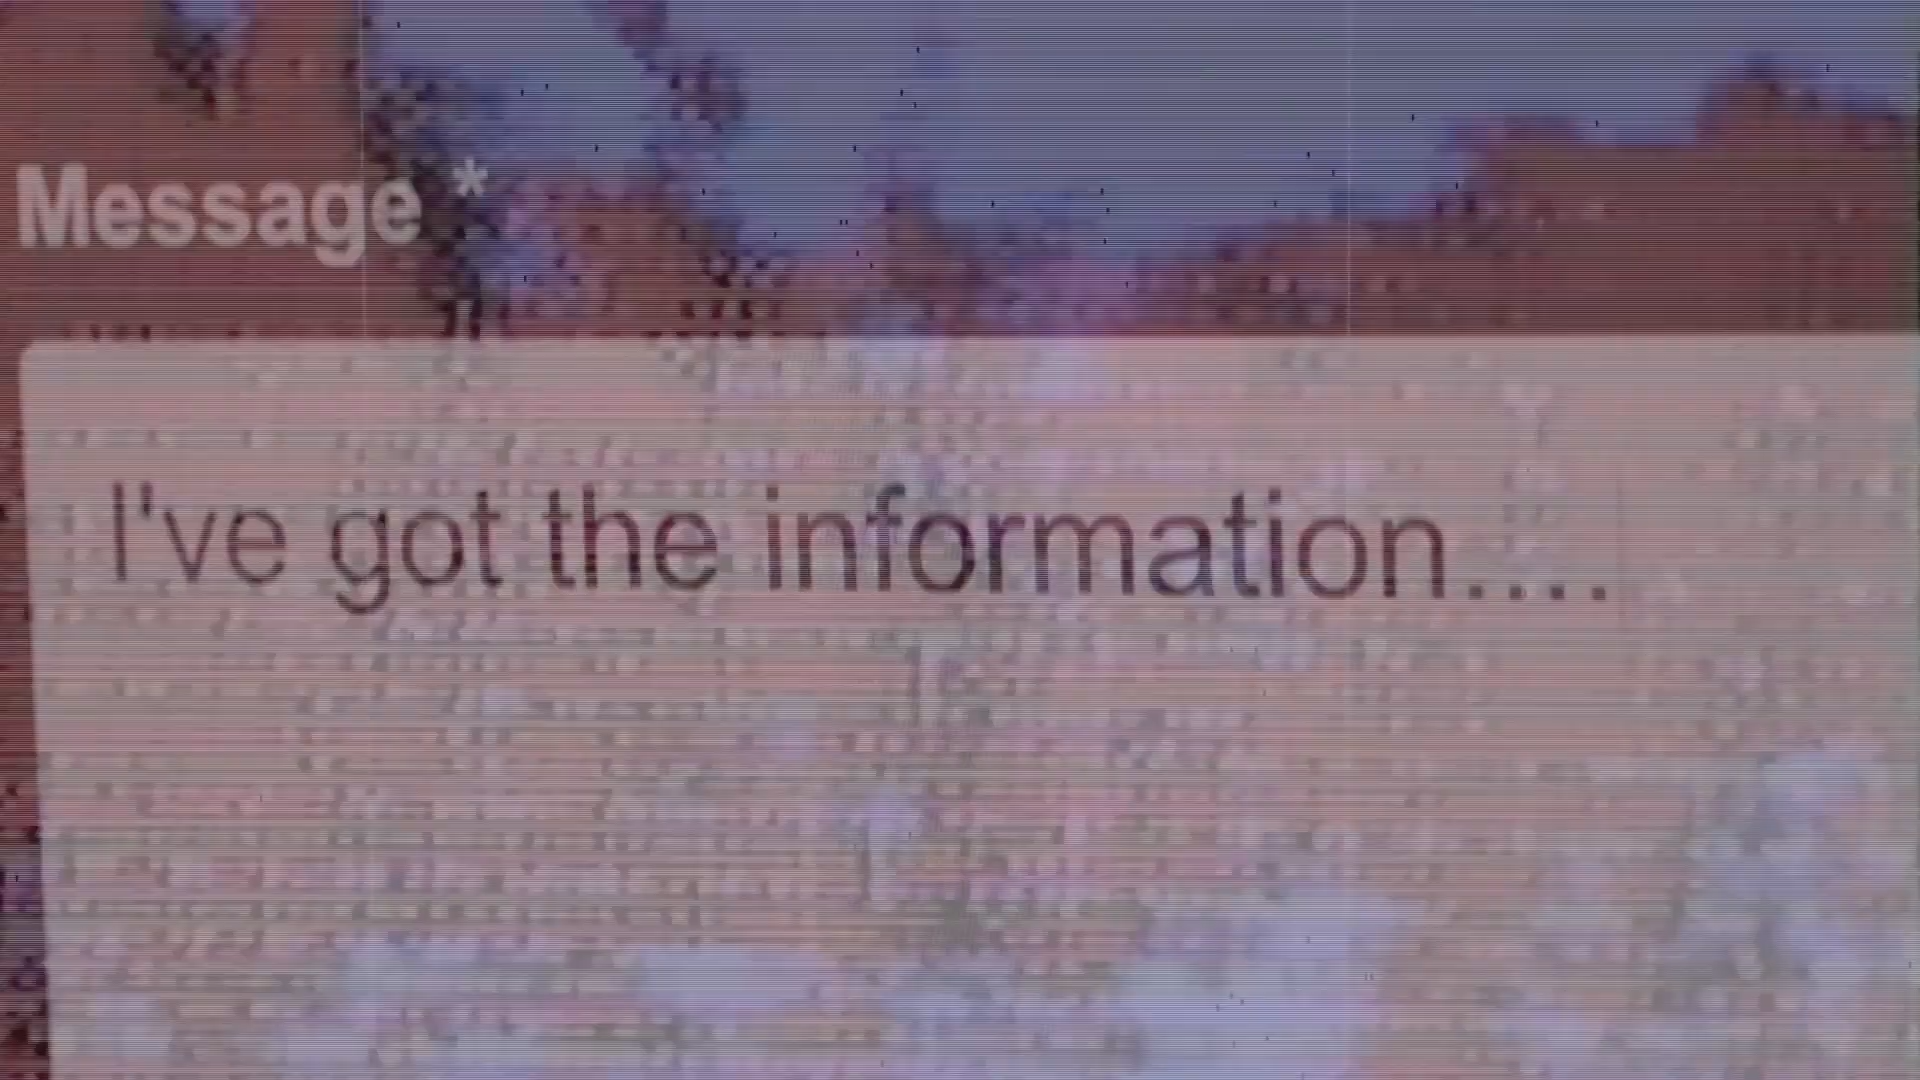 Message *
I've got the information....